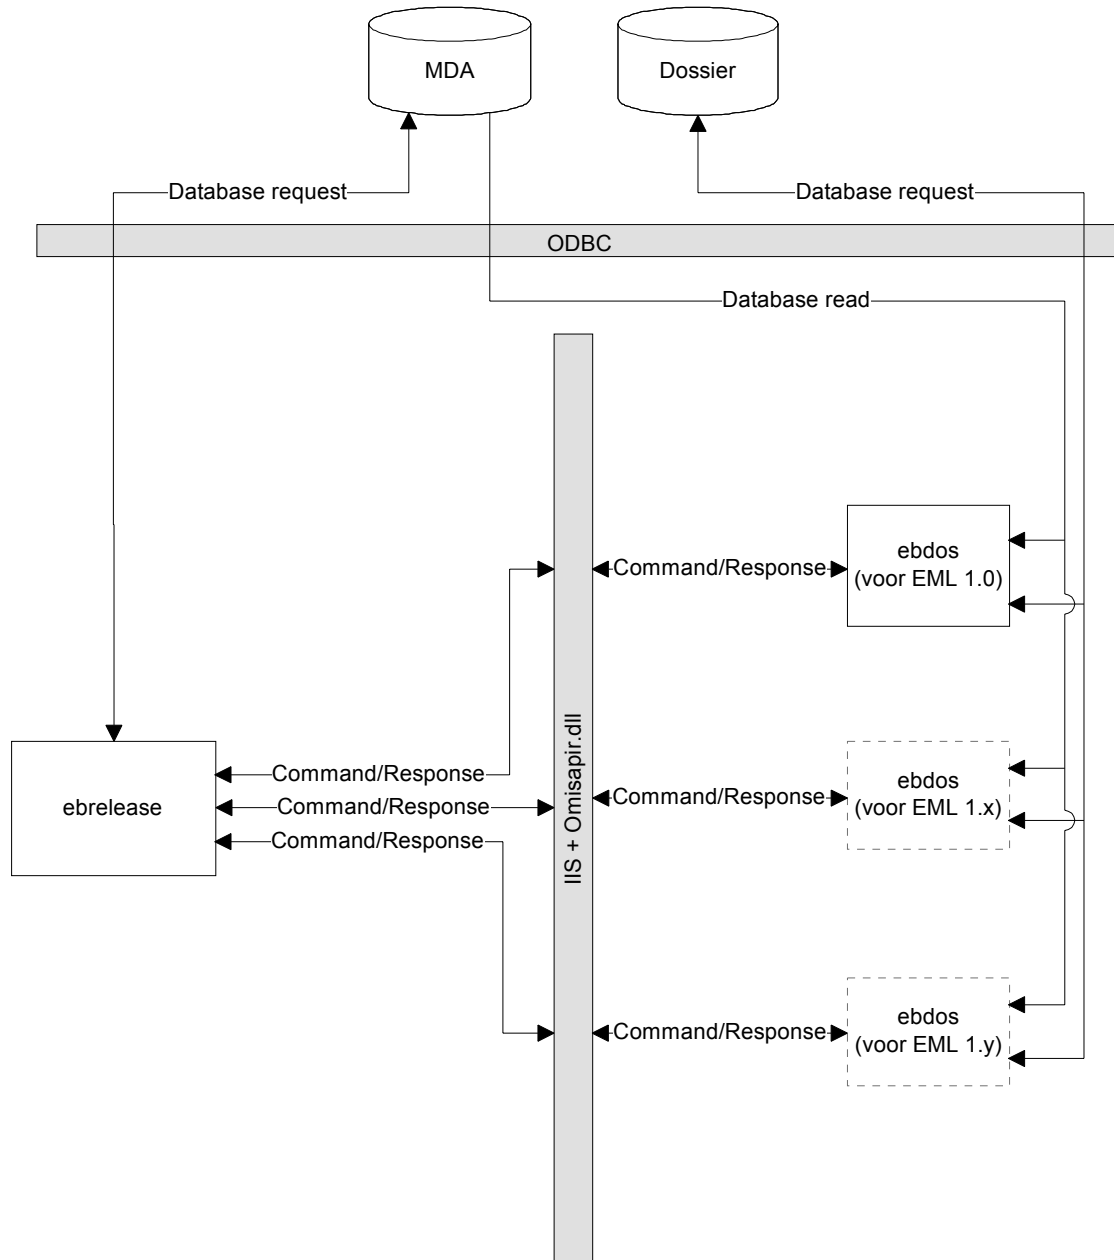 MDA
Dossier
Database request
Database request
ODBC
Database read
ebdos
(voor EML 1.0)
Command/Response
IIS + Omisapir.dll
ebrelease
Command/Response
Command/Response
Command/Response
Command/Response
ebdos
(voor EML 1.x)
Command/Response
ebdos
(voor EML 1.y)